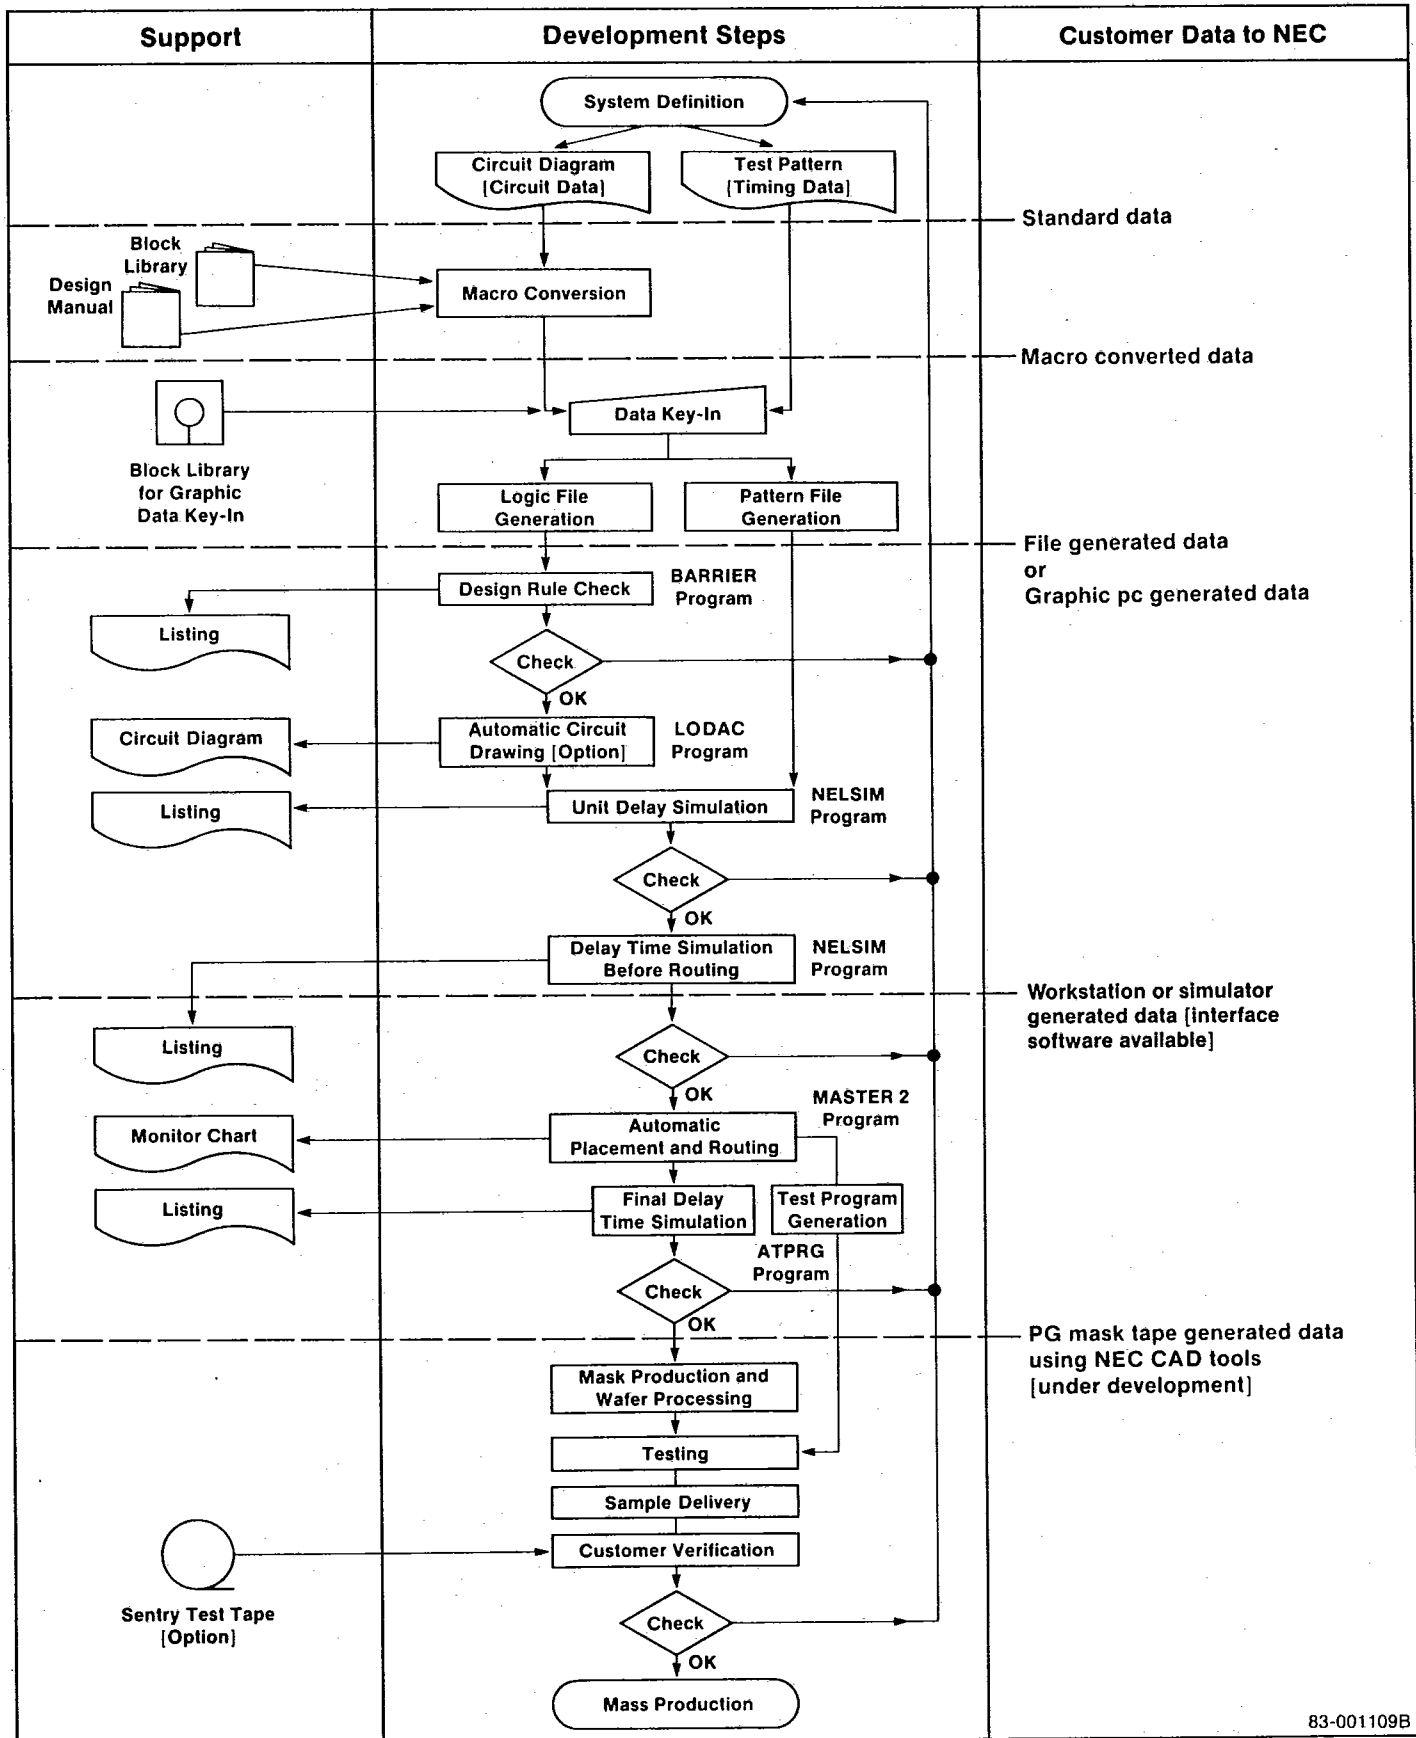 Support
Development Steps
Customer Data to NEC
System Definition
Circuit Diagram
[Circuit Data]
Test Pattern
[Timing Data]
Standard data
Block
Library
Design
Manual
Macro Conversion
Macro converted data
Data Key-In
Block Library
for Graphic
Data Key-In
Logic File
Generation
Pattern File
Generation
File generated data
or
Graphic pc generated data
Design Rule Check
BARRIER
Program
Listing
Check
OK
Circuit Diagram
Automatic Circuit
Drawing [Option]
LODAC
Program
Listing
Unit Delay Simulation
NELSIM
Program
Check
OK
Delay Time Simulation
Before Routing
NELSIM
Program
Workstation or simulator
generated data [interface
software available]
Listing
Check
OK
MASTER 2
Program
Monitor Chart
Automatic
Placement and Routing
Listing
Final Delay
Time Simulation
Test Program
Generation
ATPRG
Program
Check
OK
PG mask tape generated data
using NEC CAD tools
[under development]
Mask Production and
Wafer Processing
Testing
Sample Delivery
Customer Verification
Sentry Test Tape
[Option]
Check
OK
Mass Production
83-001109B